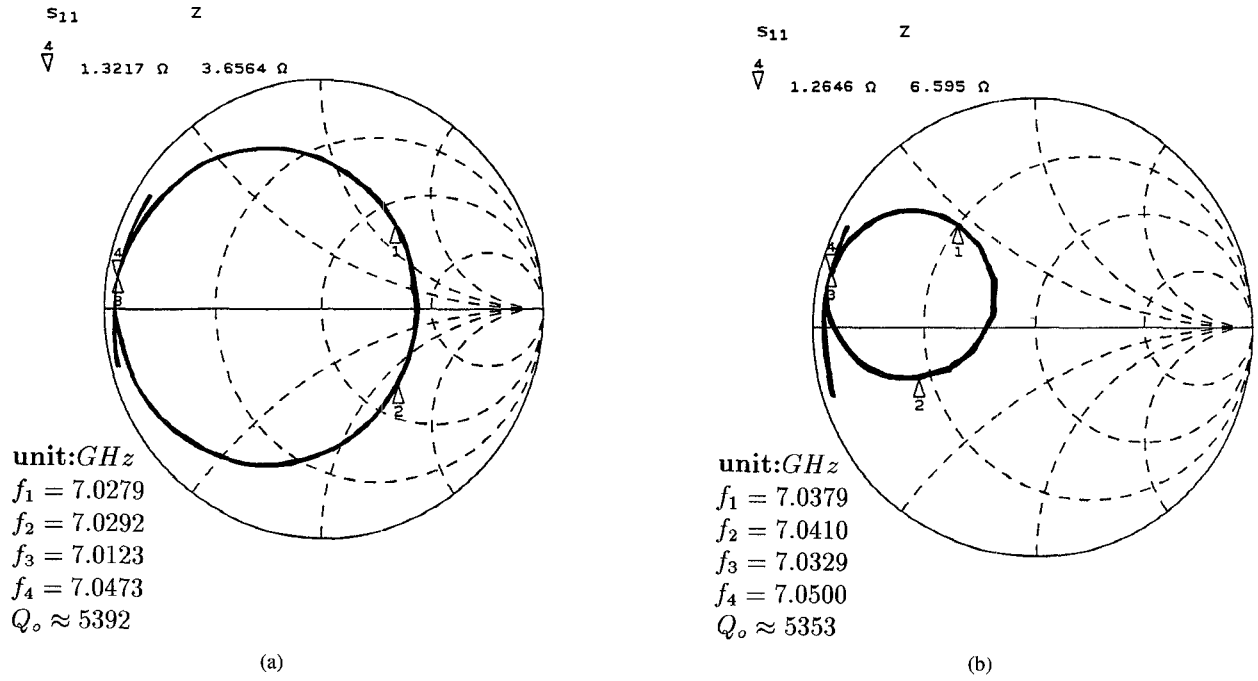 S11 Z
4
1.3217 Ω 3.6564 Ω
4
3
1
2
unit:GHz
f1 = 7.0279
f2 = 7.0292
f3 = 7.0123
f4 = 7.0473
Qo ≈ 5392
(a)
S11 Z
4
1.2646 Ω 6.595 Ω
4
3
1
2
unit:GHz
f1 = 7.0379
f2 = 7.0410
f3 = 7.0329
f4 = 7.0500
Qo ≈ 5353
(b)